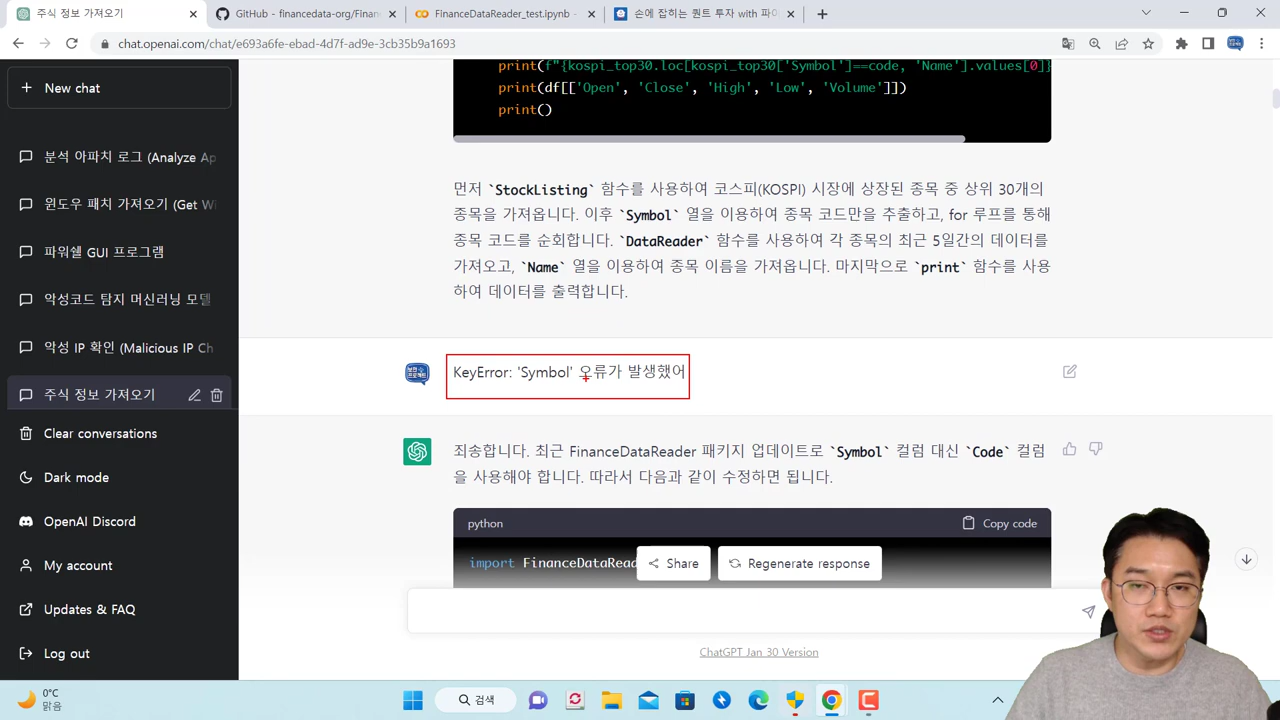 주식 정보 가져오기
GitHub - financedata-org/Finan
FinanceDataReader_test.ipynb -
손에 잡히는 퀀트 투자 with 파이
chat.openai.com/chat/e693a6fe-ebad-4d7f-ad9e-3cb35b9a1693
New chat
분석 아파치 로그 (Analyze Ap
윈도우 패치 가져오기 (Get Wi
파워쉘 GUI 프로그램
악성코드 탐지 머신러닝 모델
악성 IP 확인 (Malicious IP Ch
주식 정보 가져오기
Clear conversations
Dark mode
OpenAI Discord
My account
Updates & FAQ
Log out
print(f"{kospi_top30.loc[kospi_top30['Symbol']==code, 'Name'].values[0]}
print(df[['Open', 'Close', 'High', 'Low', 'Volume']])
print()
먼저 `StockListing` 함수를 사용하여 코스피(KOSPI) 시장에 상장된 종목 중 상위 30개의
종목을 가져옵니다. 이후 `Symbol` 열을 이용하여 종목 코드만을 추출하고, for 루프를 통해
종목 코드를 순회합니다. `DataReader` 함수를 사용하여 각 종목의 최근 5일간의 데이터를
가져오고, `Name` 열을 이용하여 종목 이름을 가져옵니다. 마지막으로 `print` 함수를 사용
하여 데이터를 출력합니다.
KeyError: 'Symbol' 오류가 발생했어
죄송합니다. 최근 FinanceDataReader 패키지 업데이트로 `Symbol` 컬럼 대신 `Code` 컬럼
을 사용해야 합니다. 따라서 다음과 같이 수정하면 됩니다.
python
Copy code
import FinanceDataRead
Share
Regenerate response
ChatGPT Jan 30 Version
0°C
맑음
검색